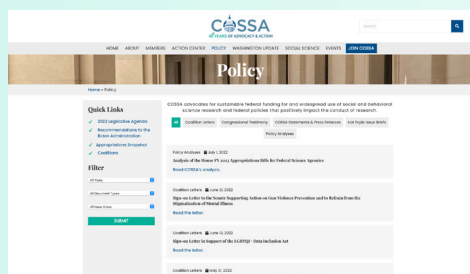 COSSA
40 YEARS OF ADVOCACY & ACTION
Search
HOME ABOUT MEMBERS ACTION CENTER POLICY WASHINGTON UPDATE SOCIAL SCIENCE EVENTS JOIN COSSA
Policy
Home » Policy
Quick Links
2022 Legislative Agenda
Recommendations to the
Biden Administration
Appropriations Snapshot
Coalitions
Filter
All Document Types
SUBMIT
COSSA advocates for sustainable federal funding for and widespread use of social and behavioral
science research and federal policies that positively impact the conduct of research.
All Coalition Letters Congressional Testimony COSSA Statements & Press Releases Hot Topic Issue Briefs
Policy Analyses
Policy Analyses July 1, 2022
Analysis of the House FY 2023 Appropriations Bills for Federal Science Agencies
Read COSSA's analysis.
Coalition Letters June 21, 2022
Sign-on Letter to the Senate Supporting Action on Gun Violence Prevention and to Refrain from the
Stigmatization of Mental Illness
Read the letter.
Coalition Letters June 13, 2022
Sign-on Letter in Support of the LGBTQI+ Data Inclusion Act
Read the letter.
Coalition Letters May 31, 2022